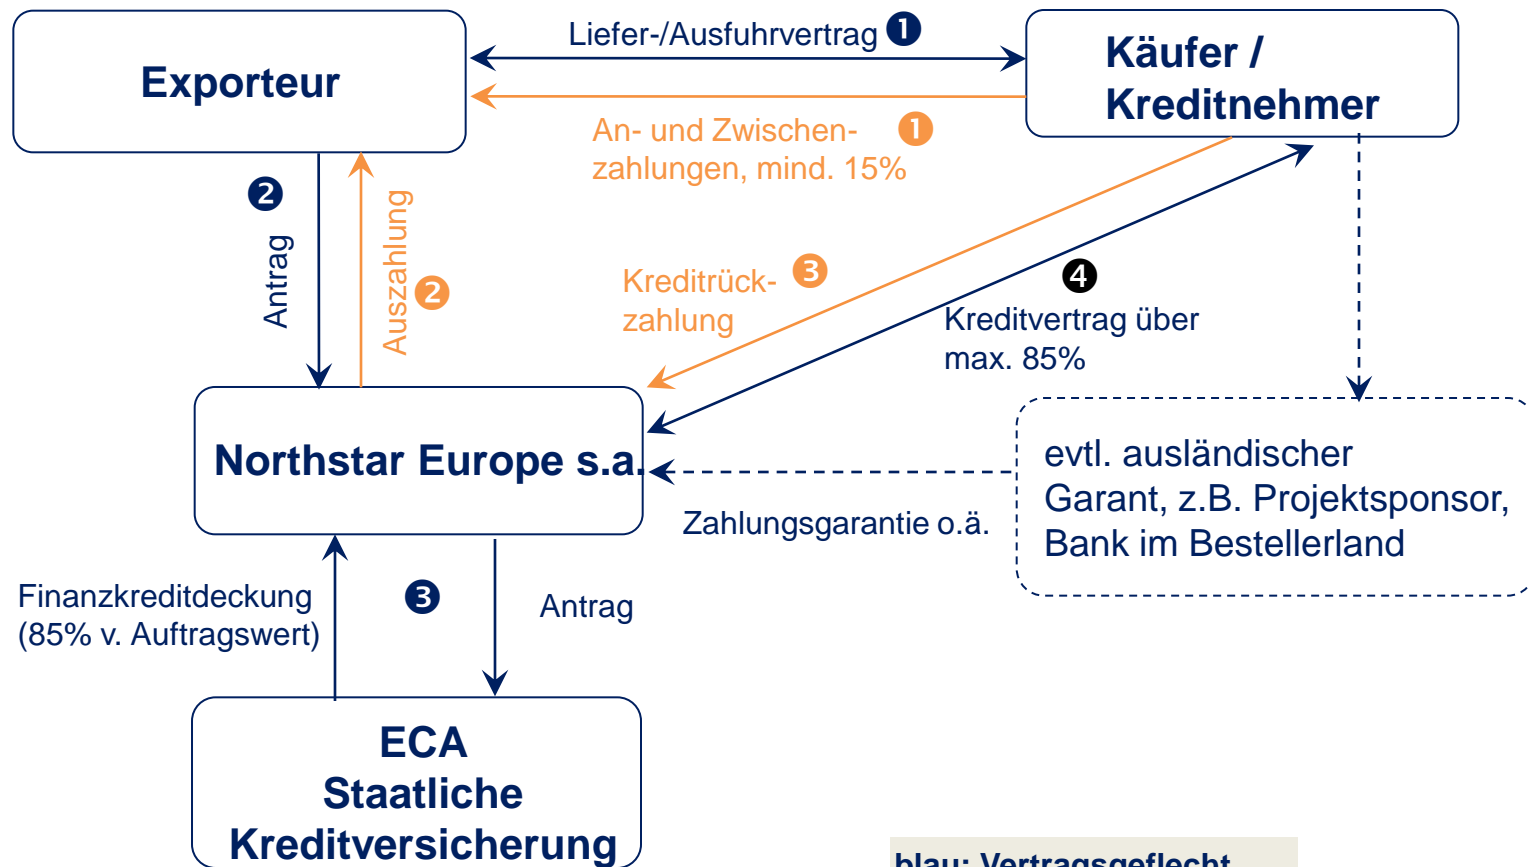 Liefer-/Ausfuhrvertrag ❶
Exporteur
Käufer /
Kreditnehmer
An- und Zwischen- ❶
zahlungen, mind. 15%
❷
Antrag
Auszahlung
❷
Kreditrück- ❸
zahlung
❹
Kreditvertrag über
max. 85%
Northstar Europe s.a.
Zahlungsgarantie o.ä.
evtl. ausländischer
Garant, z.B. Projektsponsor,
Bank im Bestellerland
Finanzkreditdeckung
(85% v. Auftragswert)
❸
Antrag
ECA
Staatliche
Kreditversicherung
blau: Vertragsgeflecht